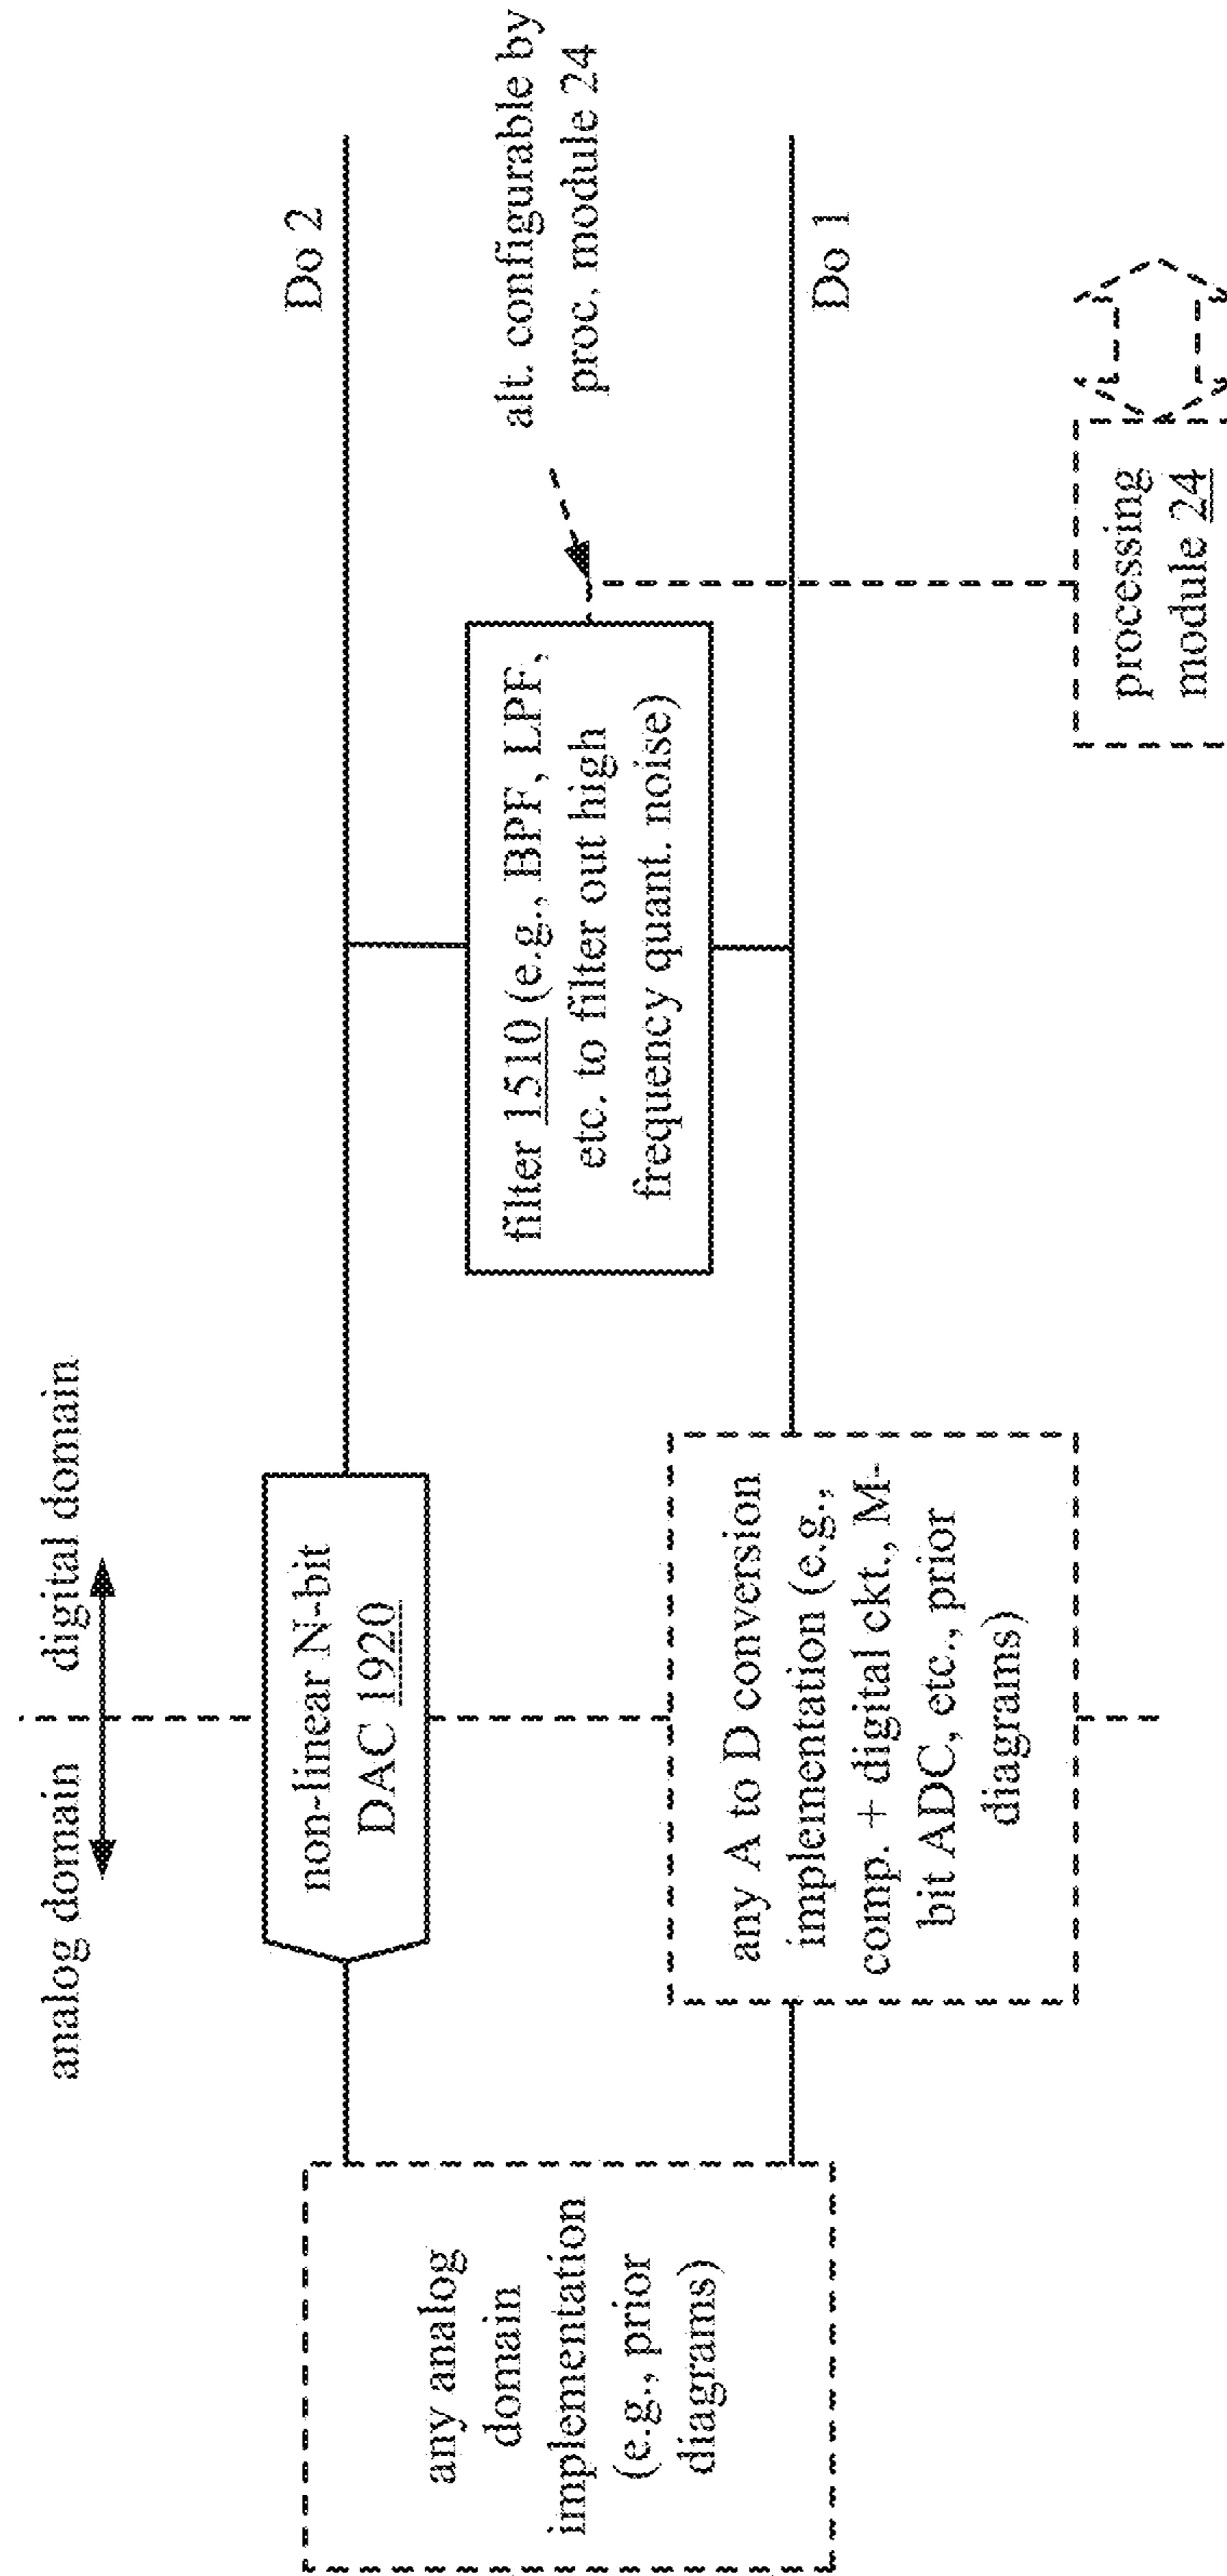 analog domain
digital domain
any analog
domain
implementation
(e.g., prior
diagrams)
non-linear N-bit
DAC 1920
any A to D conversion
implementation (e.g.,
comp. + digital ckt., M-
bit ADC, etc., prior
diagrams)
filter 1510 (e.g., BPF, LPF,
etc. to filter out high
frequency quant. noise)
Do 2
alt. configurable by
proc. module 24
Do 1
processing
module 24